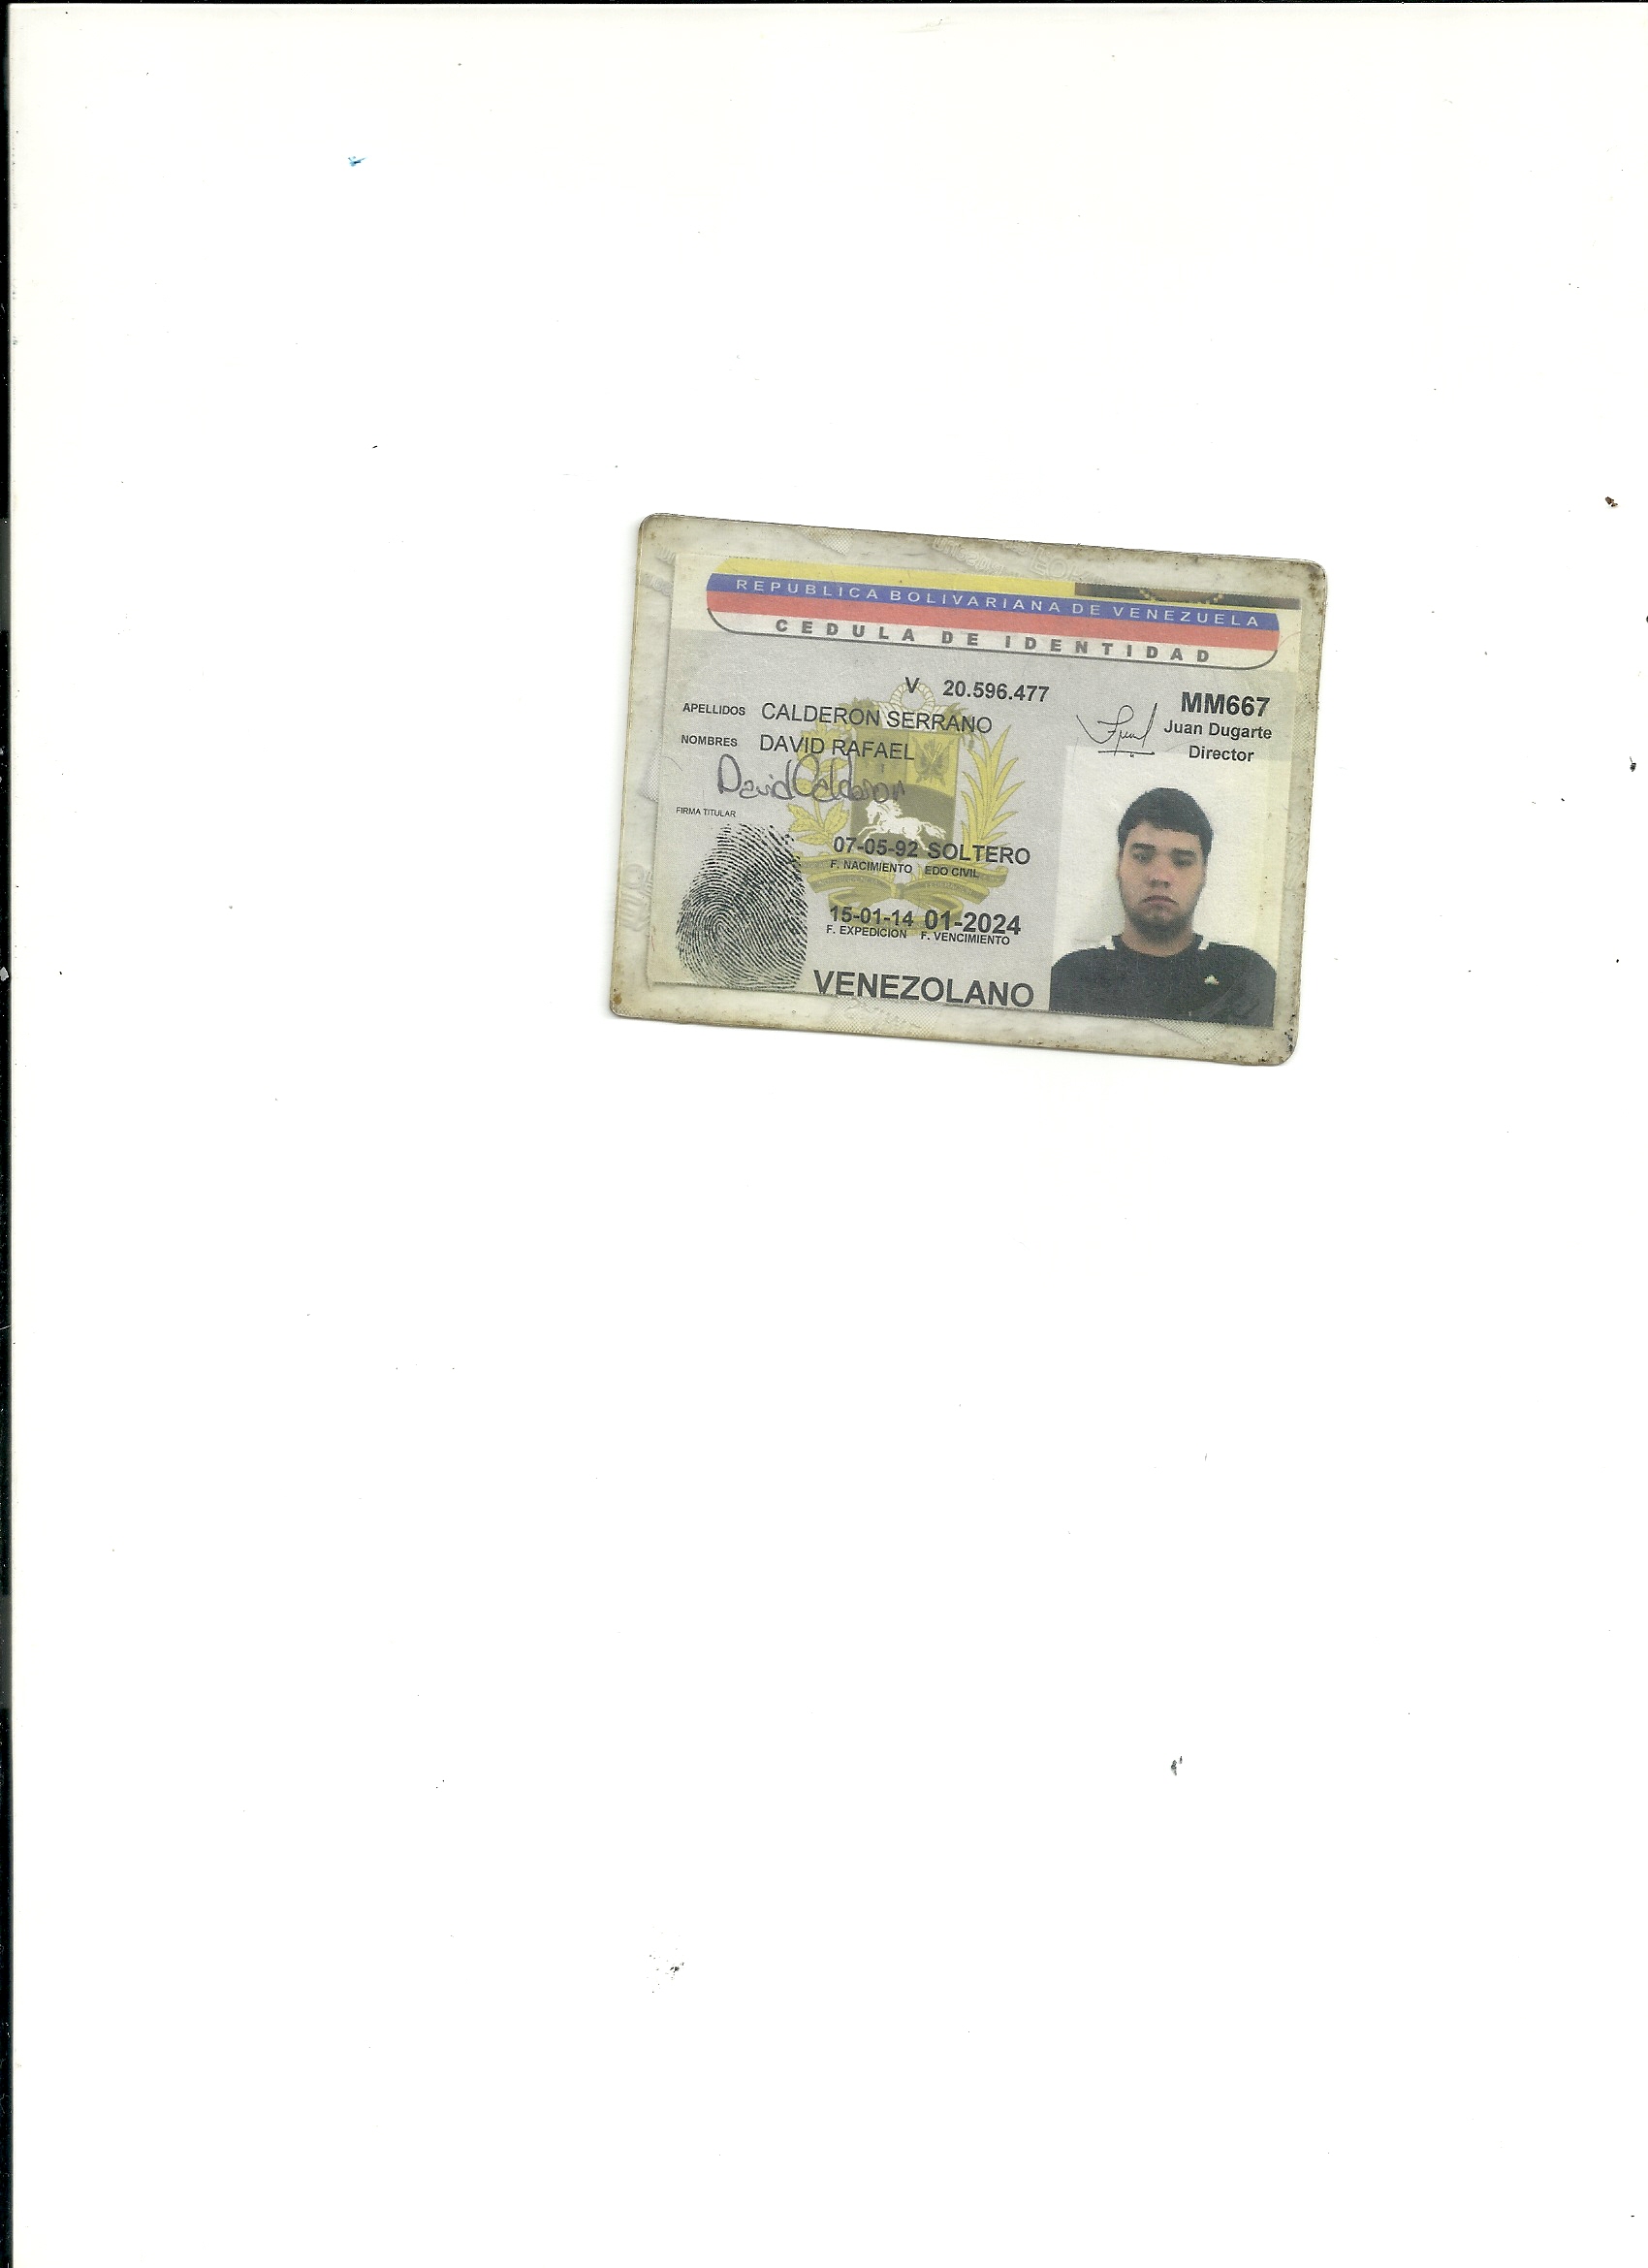 REPUBLICA BOLIVARIANA DE VENEZUELA
CEDULA DE IDENTIDAD
V 20.596.477
MM667
Juan Dugarte
Director
APELLIDOS CALDERON SERRANO
NOMBRES DAVID RAFAEL
David Calderon
FIRMA TITULAR
07-05-92 SOLTERO
F. NACIMIENTO EDO CIVIL
15-01-14 01-2024
F. EXPEDICION F. VENCIMIENTO
VENEZOLANO